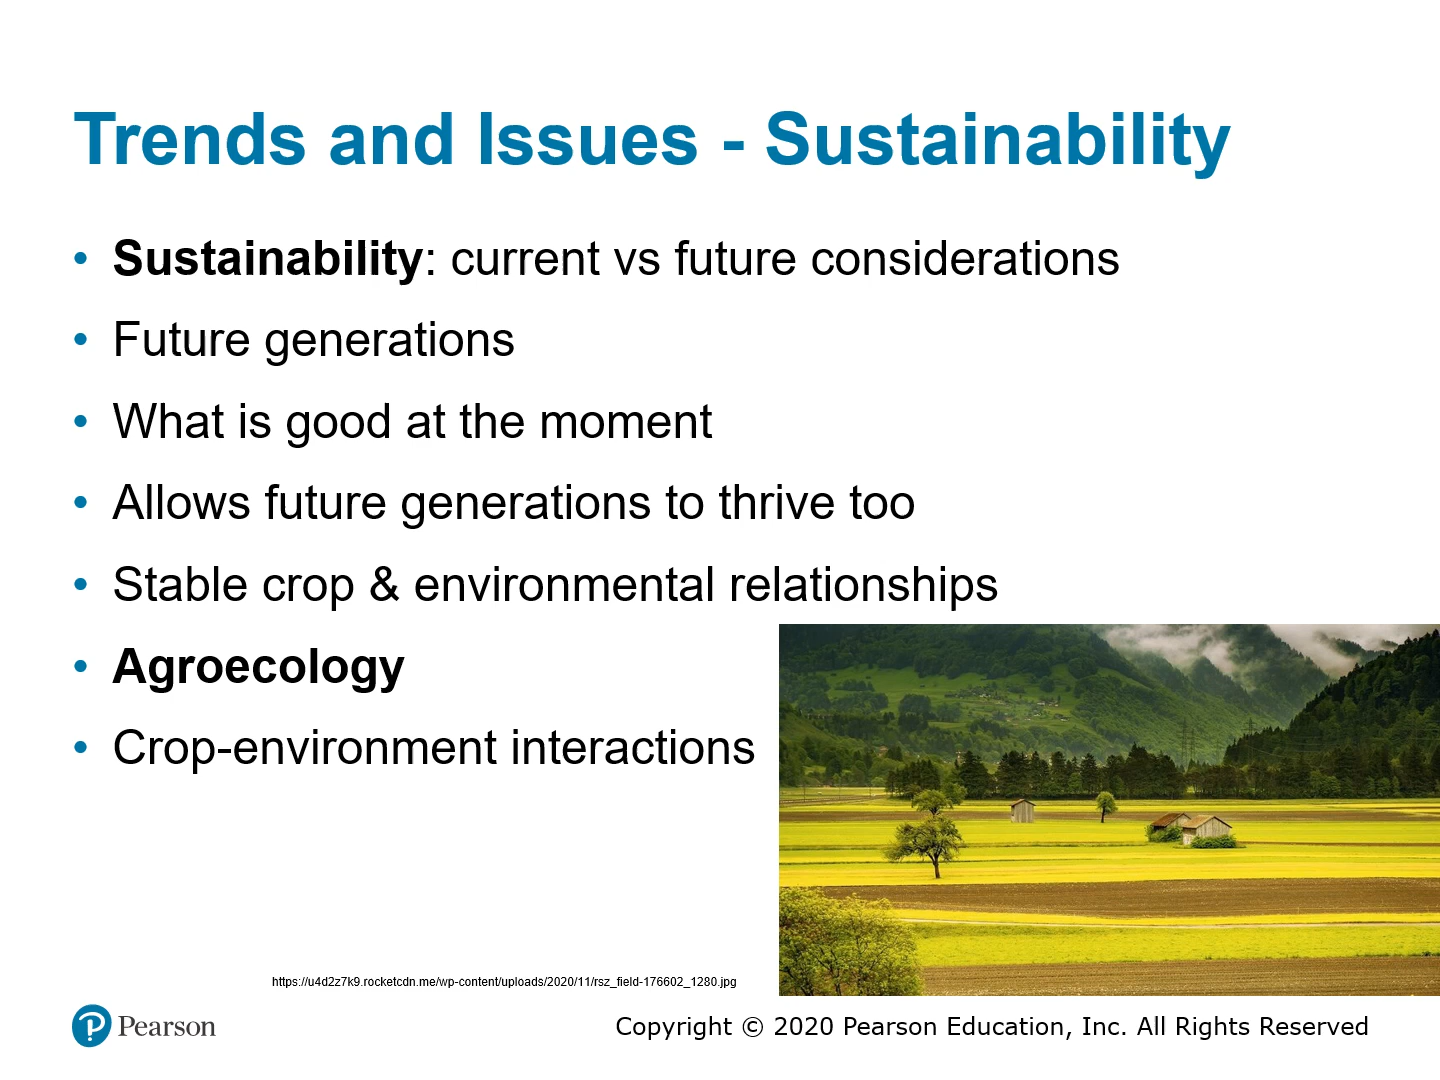 Trends and Issues - Sustainability
• Sustainability: current vs future considerations
• Future generations
• What is good at the moment
• Allows future generations to thrive too
• Stable crop & environmental relationships
• Agroecology
• Crop-environment interactions
https://u4d2z7k9.rocketcdn.me/wp-content/uploads/2020/11/rsz_field-176602_1280.jpg
Pearson
Copyright © 2020 Pearson Education, Inc. All Rights Reserved